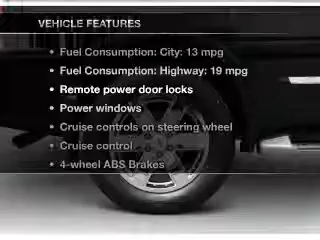 VEHICLE FEATURES
• Fuel Consumption: City: 13 mpg
• Fuel Consumption: Highway: 19 mpg
• Remote power door locks
• Power windows
• Cruise controls on steering wheel
• Cruise control
• 4-wheel ABS Brakes